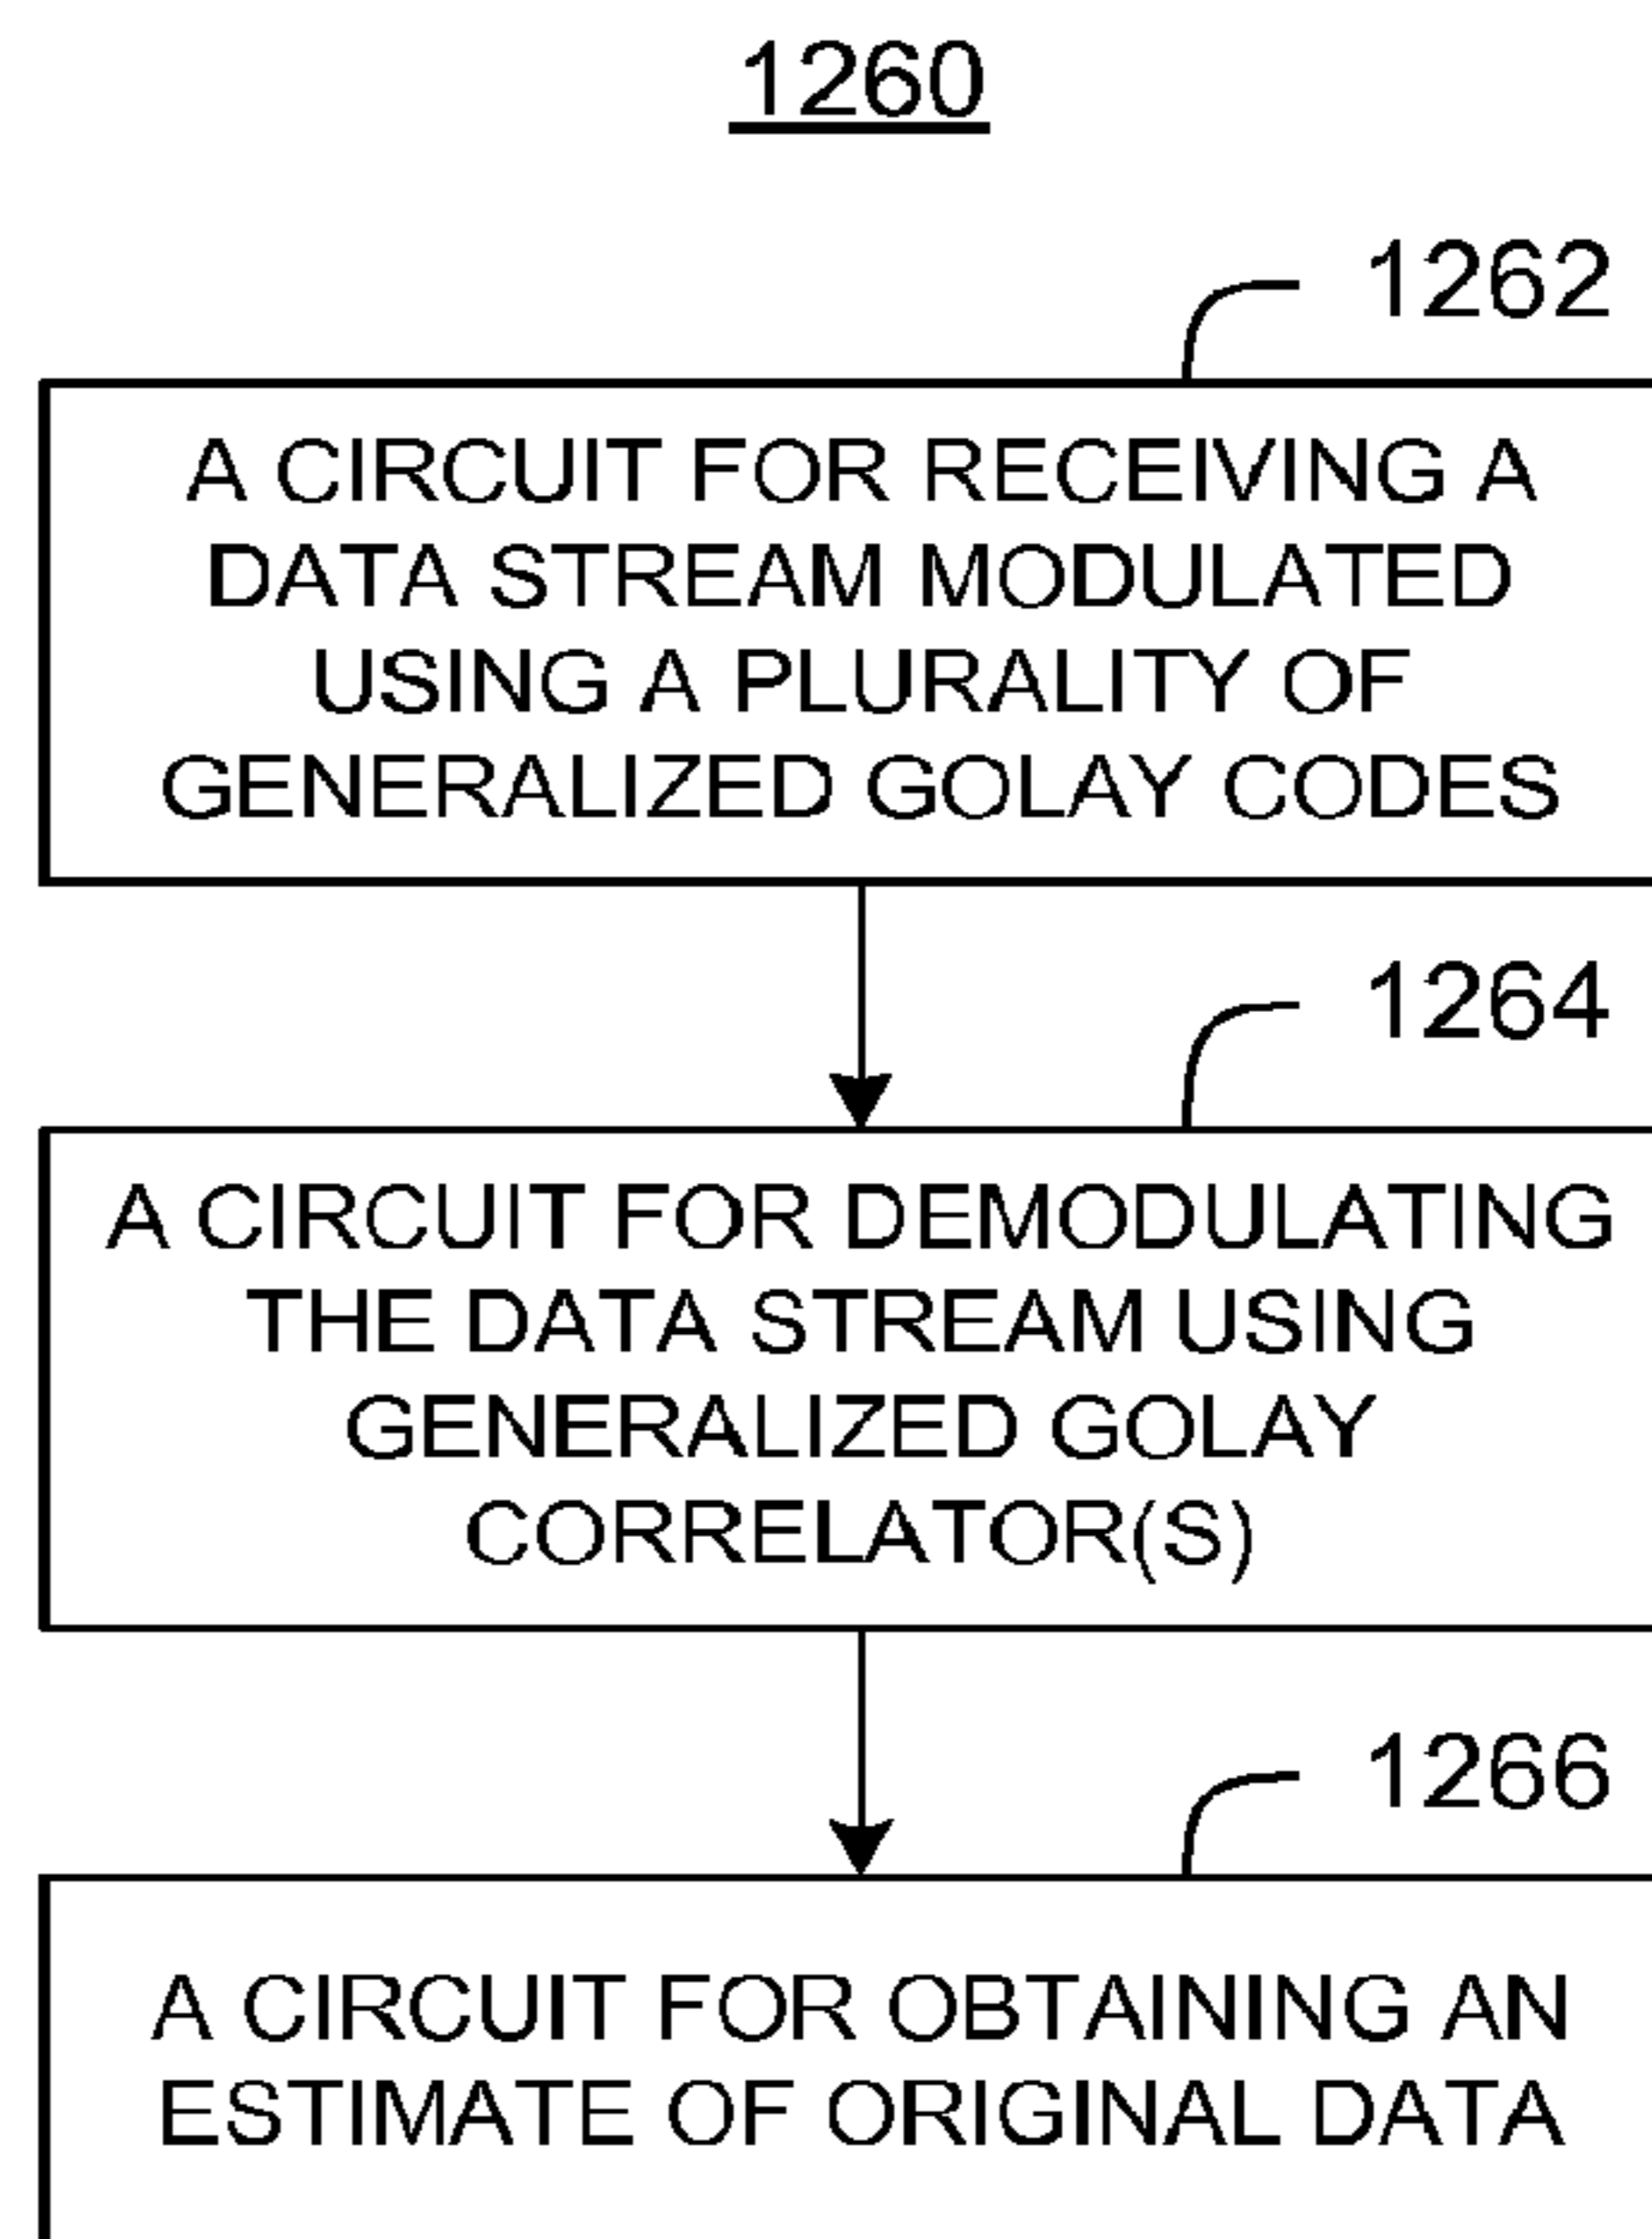 1260
1262
A CIRCUIT FOR RECEIVING A
DATA STREAM MODULATED
USING A PLURALITY OF
GENERALIZED GOLAY CODES
1264
A CIRCUIT FOR DEMODULATING
THE DATA STREAM USING
GENERALIZED GOLAY
CORRELATOR(S)
1266
A CIRCUIT FOR OBTAINING AN
ESTIMATE OF ORIGINAL DATA